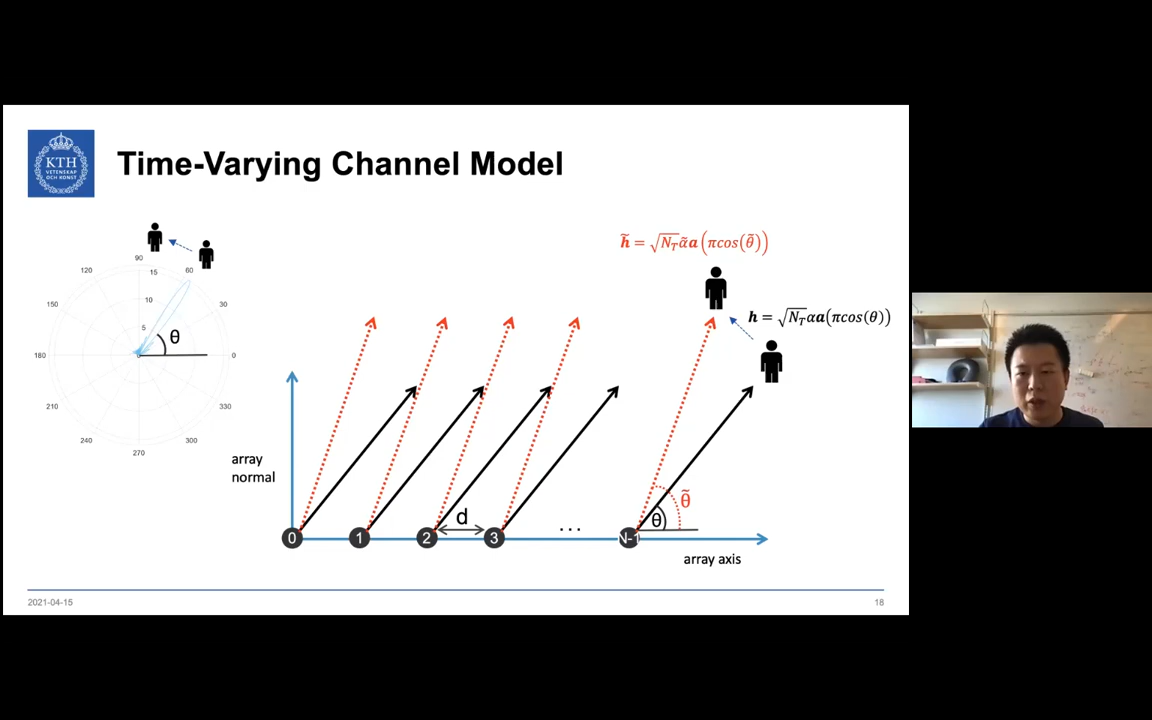 KTH
VETENSKAP
OCH KONST
Time-Varying Channel Model
90
120
60
15
150
10
30
5
θ
180
0
210
330
240
300
270
h̃ = √N_T α̃a(πcos(θ̃))
h = √N_T αa(πcos(θ))
array
normal
d
θ̃
θ
0
1
2
3
...
N-1
array axis
2021-04-15
18